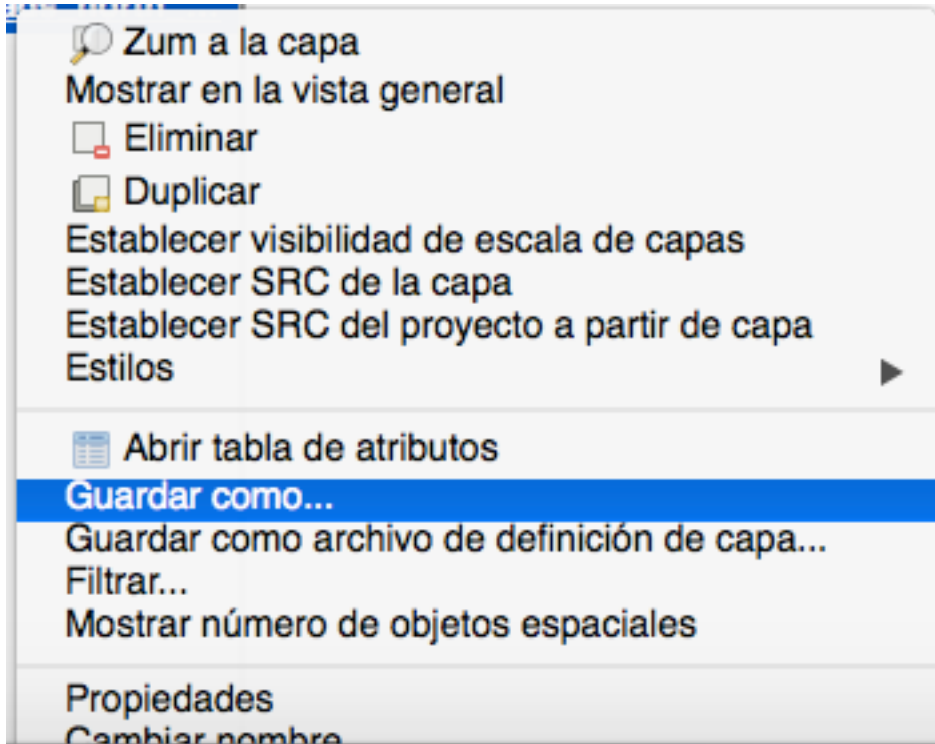 Zum a la capa
Mostrar en la vista general
Eliminar
Duplicar
Establecer visibilidad de escala de capas
Establecer SRC de la capa
Establecer SRC del proyecto a partir de capa
Estilos
Abrir tabla de atributos
Guardar como...
Guardar como archivo de definición de capa...
Filtrar...
Mostrar número de objetos espaciales
Propiedades
Cambiar nombre